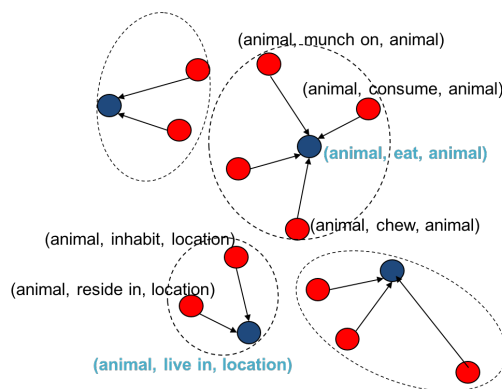 (animal, munch on, animal)
(animal, consume, animal)
(animal, eat, animal)
(animal, chew, animal)
(animal, inhabit, location)
(animal, reside in, location)
(animal, live in, location)